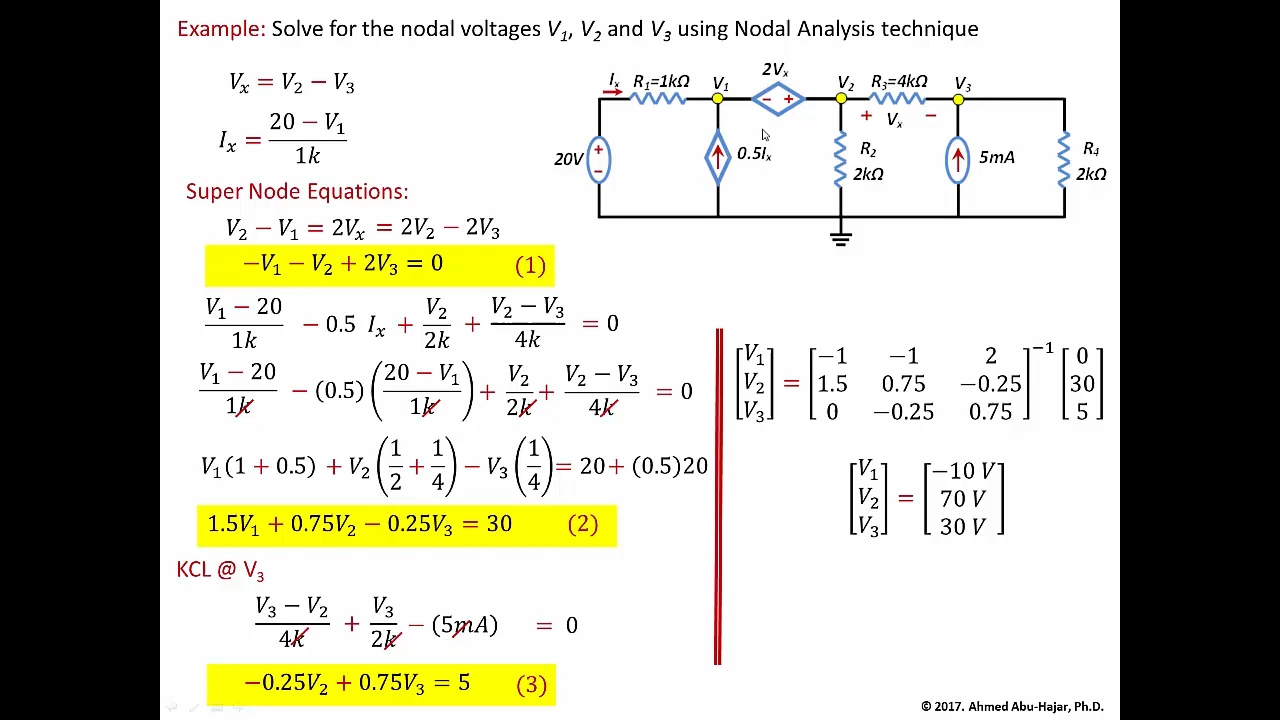 Example: Solve for the nodal voltages V₁, V₂ and V₃ using Nodal Analysis technique
Vₓ = V₂ − V₃
Iₓ = (20 − V₁)/1k
Super Node Equations:
V₂ − V₁ = 2Vₓ = 2V₂ − 2V₃
−V₁ − V₂ + 2V₃ = 0 (1)
(V₁ − 20)/1k − 0.5 Iₓ + V₂/2k + (V₂ − V₃)/4k = 0
(V₁ − 20)/1k − (0.5)((20 − V₁)/1k) + V₂/2k + (V₂ − V₃)/4k = 0
V₁(1 + 0.5) + V₂(1/2 + 1/4) − V₃(1/4) = 20 + (0.5)20
1.5V₁ + 0.75V₂ − 0.25V₃ = 30 (2)
KCL @ V₃
(V₃ − V₂)/4k + V₃/2k − (5mA) = 0
−0.25V₂ + 0.75V₃ = 5 (3)
Iₓ R₁=1kΩ V₁ 2Vₓ V₂ R₃=4kΩ V₃
− +
+ Vₓ −
20V
+
−
0.5Iₓ
R₂
2kΩ
5mA
R₄
2kΩ
[V₁ V₂ V₃] = [−1 −1 2; 1.5 0.75 −0.25; 0 −0.25 0.75]⁻¹ [0 30 5]
[V₁ V₂ V₃] = [−10 V 70 V 30 V]
© 2017. Ahmed Abu-Hajar, Ph.D.